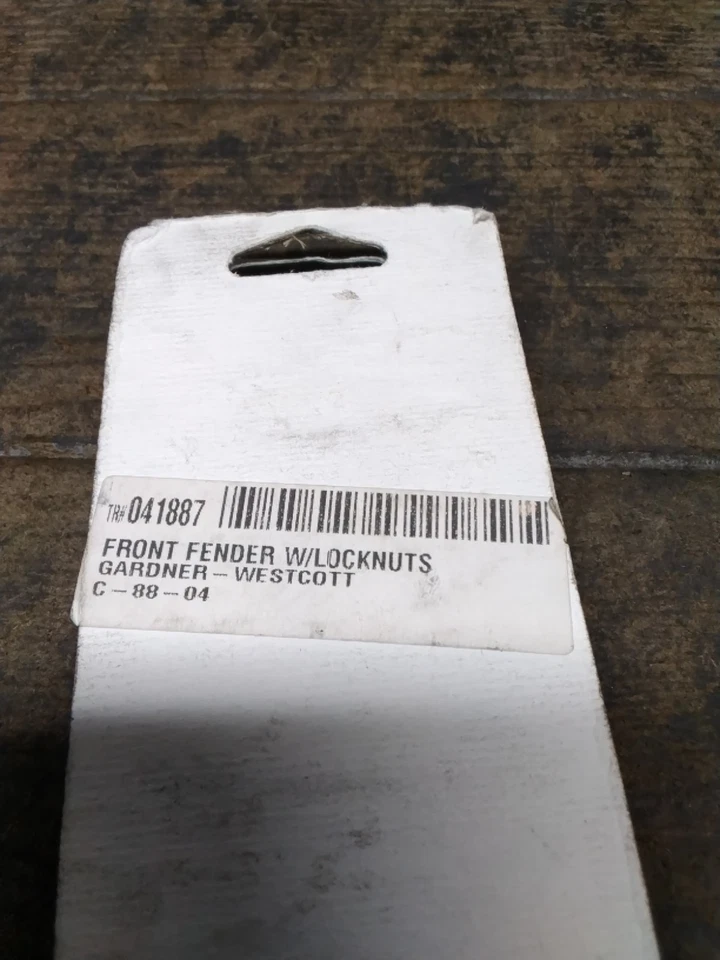 TR# 041887
FRONT FENDER W/LOCKNUTS
GARDNER - WESTCOTT
C - 88 - 04